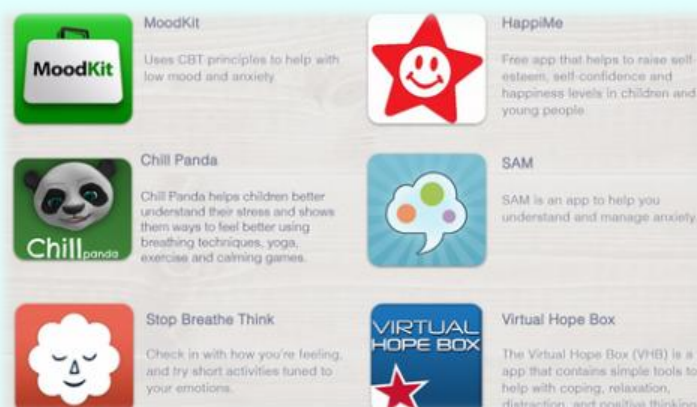 MoodKit
MoodKit
Uses CBT principles to help with
low mood and anxiety.
HappiMe
Free app that helps to raise self-
esteem, self-confidence and
happiness levels in children and
young people.
Chill panda
Chill Panda
Chill Panda helps children better
understand their stress and shows
them ways to feel better using
breathing techniques, yoga,
exercise and calming games.
SAM
SAM is an app to help you
understand and manage anxiety.
Stop Breathe Think
Check in with how you're feeling,
and try short activities tuned to
your emotions.
VIRTUAL
HOPE BOX
Virtual Hope Box
The Virtual Hope Box (VHB) is a
app that contains simple tools to
help with coping, relaxation,
distraction, and positive thinking